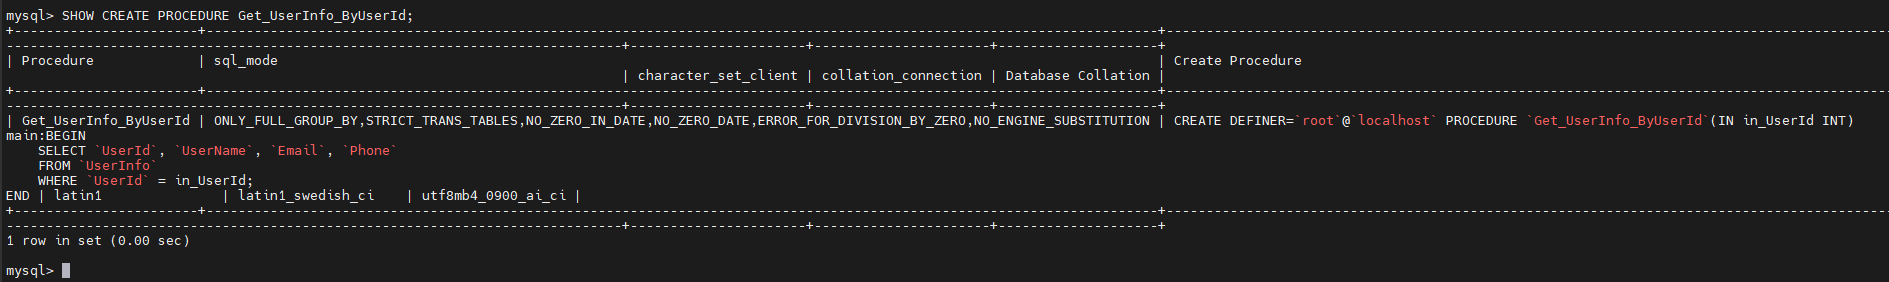 mysql> SHOW CREATE PROCEDURE Get_UserInfo_ByUserId;
| Procedure | sql_mode | Create Procedure
| character_set_client | collation_connection | Database Collation |
| Get_UserInfo_ByUserId | ONLY_FULL_GROUP_BY,STRICT_TRANS_TABLES,NO_ZERO_IN_DATE,NO_ZERO_DATE,ERROR_FOR_DIVISION_BY_ZERO,NO_ENGINE_SUBSTITUTION | CREATE DEFINER=`root`@`localhost` PROCEDURE `Get_UserInfo_ByUserId`(IN in_UserId INT)
main:BEGIN
    SELECT `UserId`, `UserName`, `Email`, `Phone`
    FROM `UserInfo`
    WHERE `UserId` = in_UserId;
END | latin1 | latin1_swedish_ci | utf8mb4_0900_ai_ci |
1 row in set (0.00 sec)
mysql>